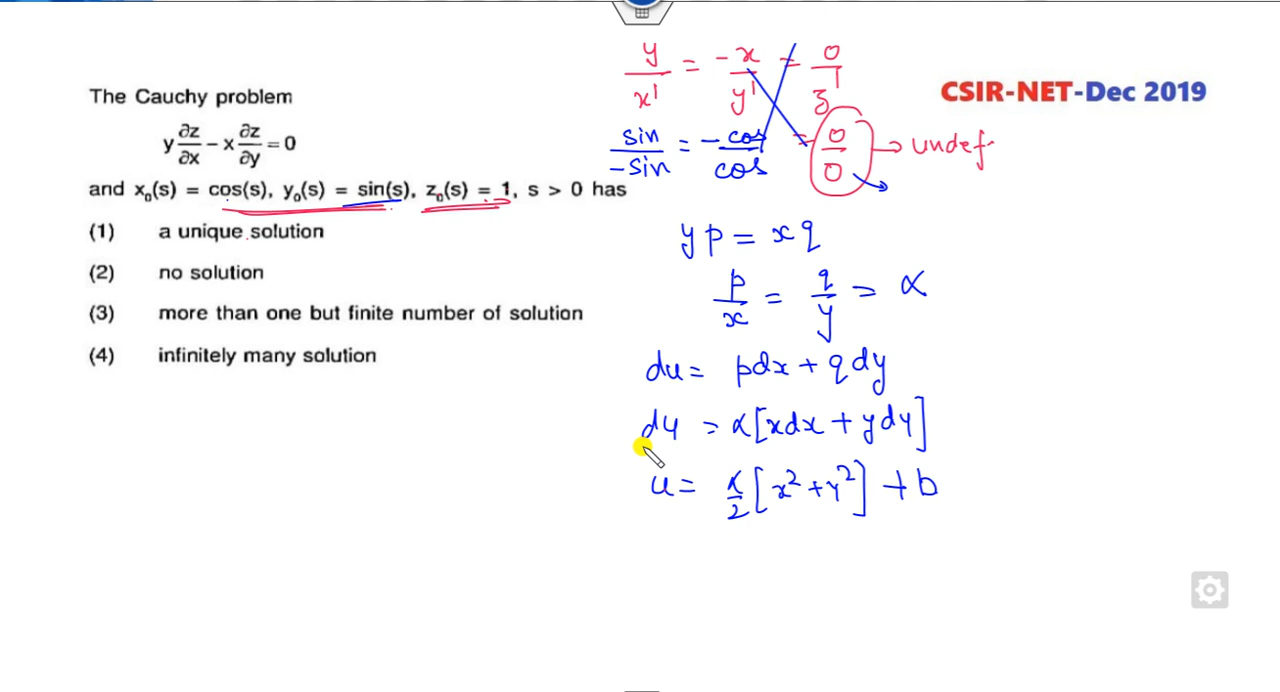 CSIR-NET-Dec 2019
The Cauchy problem
y ∂z/∂x − x ∂z/∂y = 0
and x₀(s) = cos(s), y₀(s) = sin(s), z₀(s) = 1, s > 0 has
(1) a unique solution
(2) no solution
(3) more than one but finite number of solution
(4) infinitely many solution
y/x' = -x/y' = 0/z'
sin/-sin = -cos/cos = 0/0 → undef.
yp = xq
p/x = q/y = α
du = pdx + qdy
du = α[xdx + ydy]
u = α/2 [x² + y²] + b